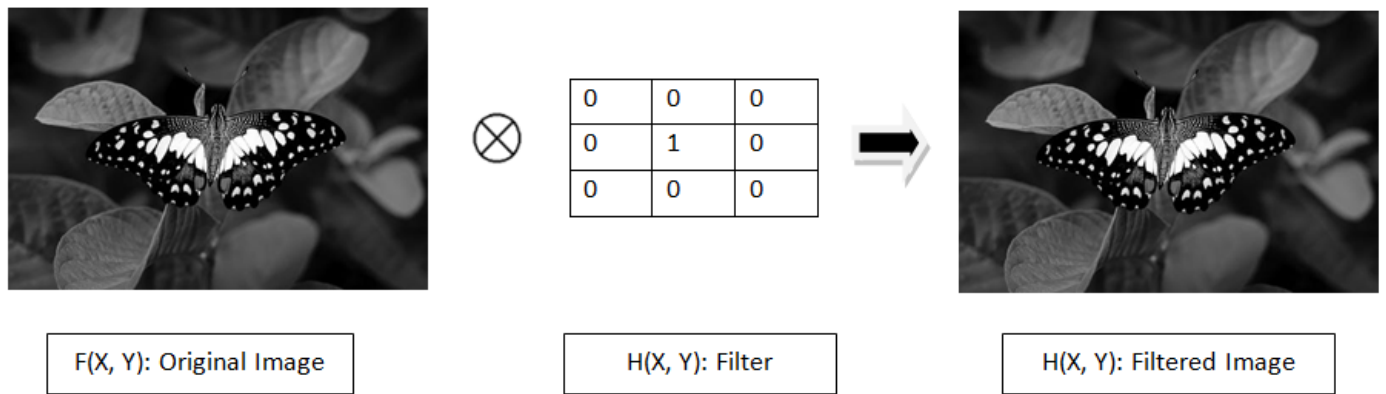 0 0 0
0 1 0
0 0 0
F(X, Y): Original Image
H(X, Y): Filter
H(X, Y): Filtered Image